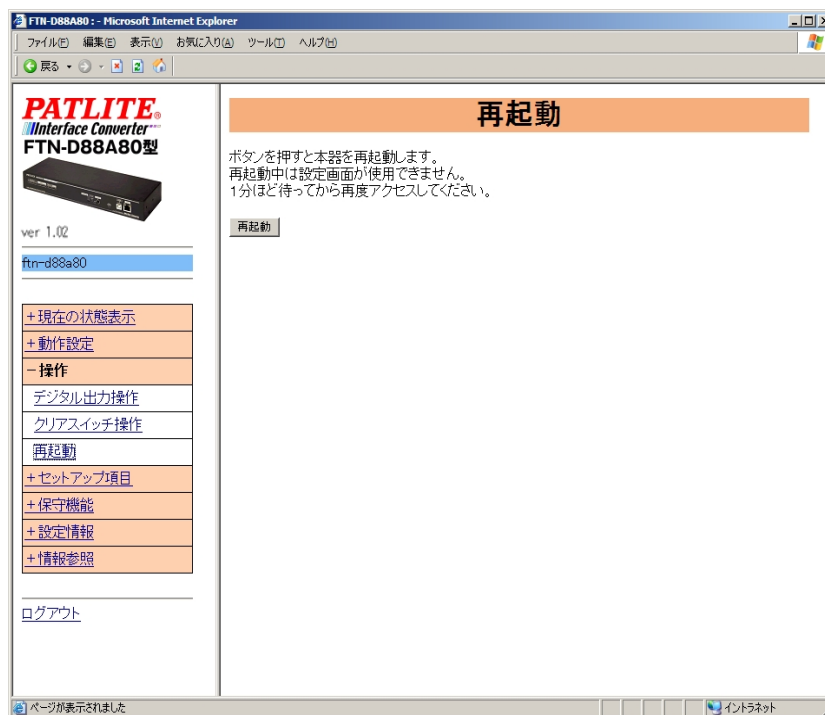 FTN-D88A80 : - Microsoft Internet Explorer
ファイル(F) 編集(E) 表示(V) お気に入り(A) ツール(T) ヘルプ(H)
戻る
PATLITE®
Interface Converter
FTN-D88A80型
ver 1.02
ftn-d88a80
+現在の状態表示
+動作設定
-操作
デジタル出力操作
クリアスイッチ操作
再起動
+セットアップ項目
+保守機能
+設定情報
+情報参照
ログアウト
再起動
ボタンを押すと本器を再起動します。
再起動中は設定画面が使用できません。
1分ほど待ってから再度アクセスしてください。
再起動
ページが表示されました
イントラネット